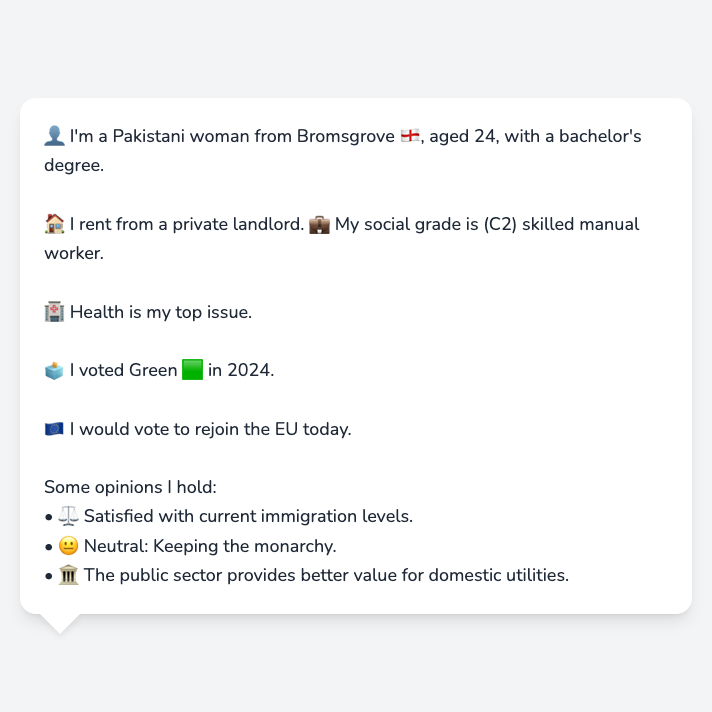 👤 I'm a Pakistani woman from Bromsgrove 🏴󠁧󠁢󠁥󠁮󠁧󠁿, aged 24, with a bachelor's
degree.
🏠 I rent from a private landlord. 💼 My social grade is (C2) skilled manual
worker.
🏥 Health is my top issue.
🗳️ I voted Green 🟩 in 2024.
🇪🇺 I would vote to rejoin the EU today.
Some opinions I hold:
• ⚖️ Satisfied with current immigration levels.
• 😐 Neutral: Keeping the monarchy.
• 🏛️ The public sector provides better value for domestic utilities.